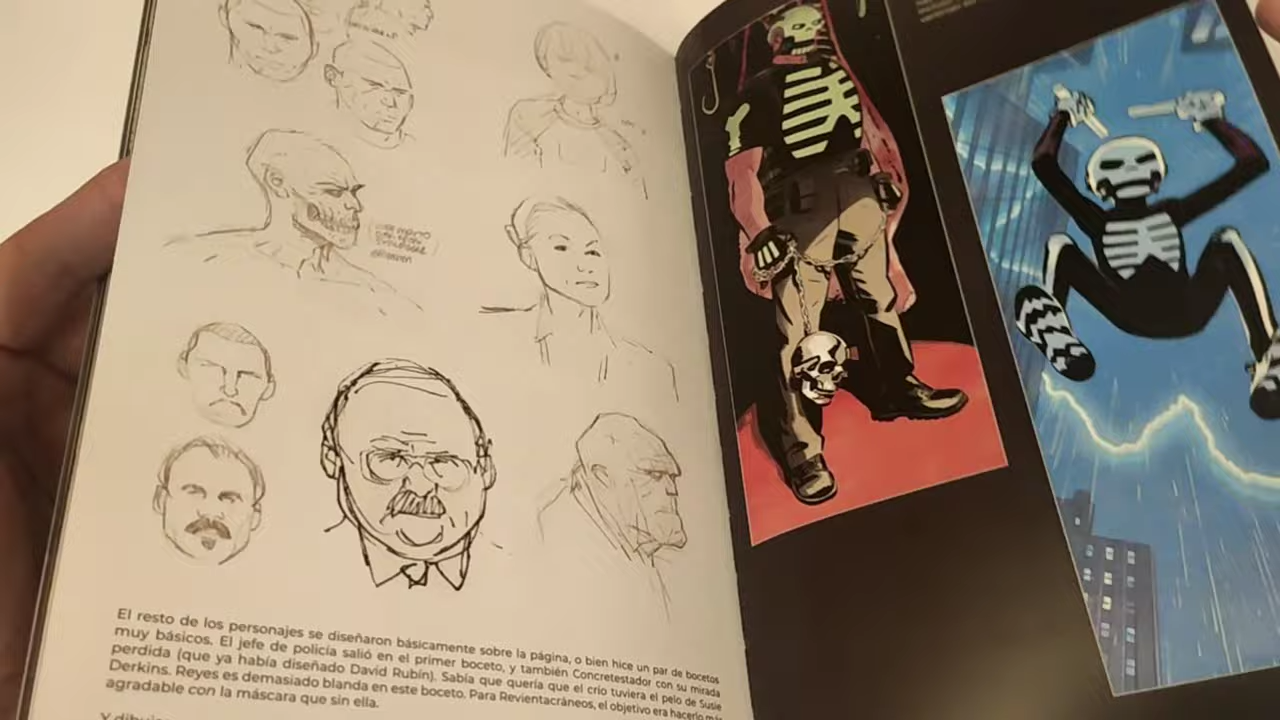 El resto de los personajes se diseñaron básicamente sobre la página, o bien hice un par de bocetos
muy básicos. El jefe de policía salió en el primer boceto, y también Concretestador con su mirada
perdida (que ya había diseñado David Rubín). Sabía que quería que el crío tuviera el pelo de Susie
Derkins. Reyes es demasiado blanda en este boceto. Para Revientacráneos, el objetivo era hacerlo más
agradable con la máscara que sin ella.